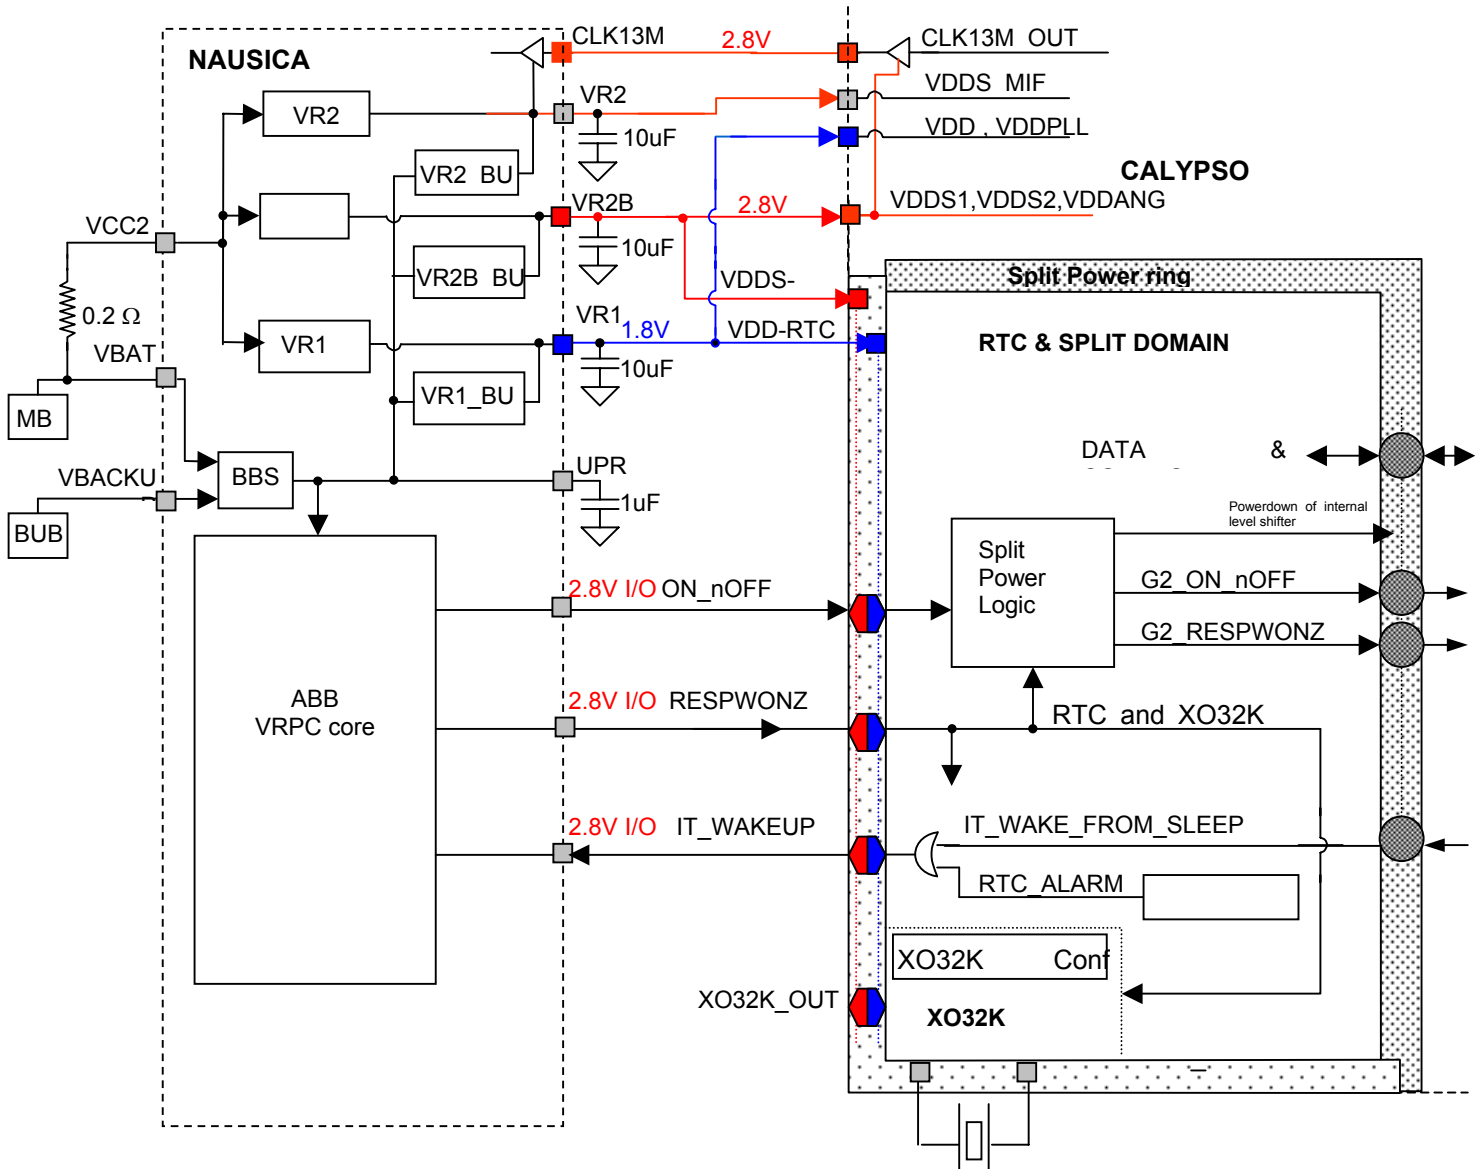 CLK13M
2.8V
CLK13M OUT
NAUSICA
VR2
VR2
VDDS MIF
10uF
VDD , VDDPLL
VR2 BU
CALYPSO
VR2B
2.8V
VDDS1,VDDS2,VDDANG
VCC2
10uF
VR2B BU
VDDS-
Split Power ring
0.2 Ω
VR1
1.8V
VDD-RTC
VR1
RTC & SPLIT DOMAIN
VBAT
10uF
VR1_BU
MB
DATA &
VBACKU
BBS
UPR
1uF
Powerdown of internal
level shifter
BUB
Split
Power
Logic
2.8V I/O ON_nOFF
G2_ON_nOFF
G2_RESPWONZ
ABB
VRPC core
2.8V I/O RESPWONZ
RTC and XO32K
2.8V I/O IT_WAKEUP
IT_WAKE_FROM_SLEEP
RTC_ALARM
XO32K Conf
XO32K_OUT
XO32K